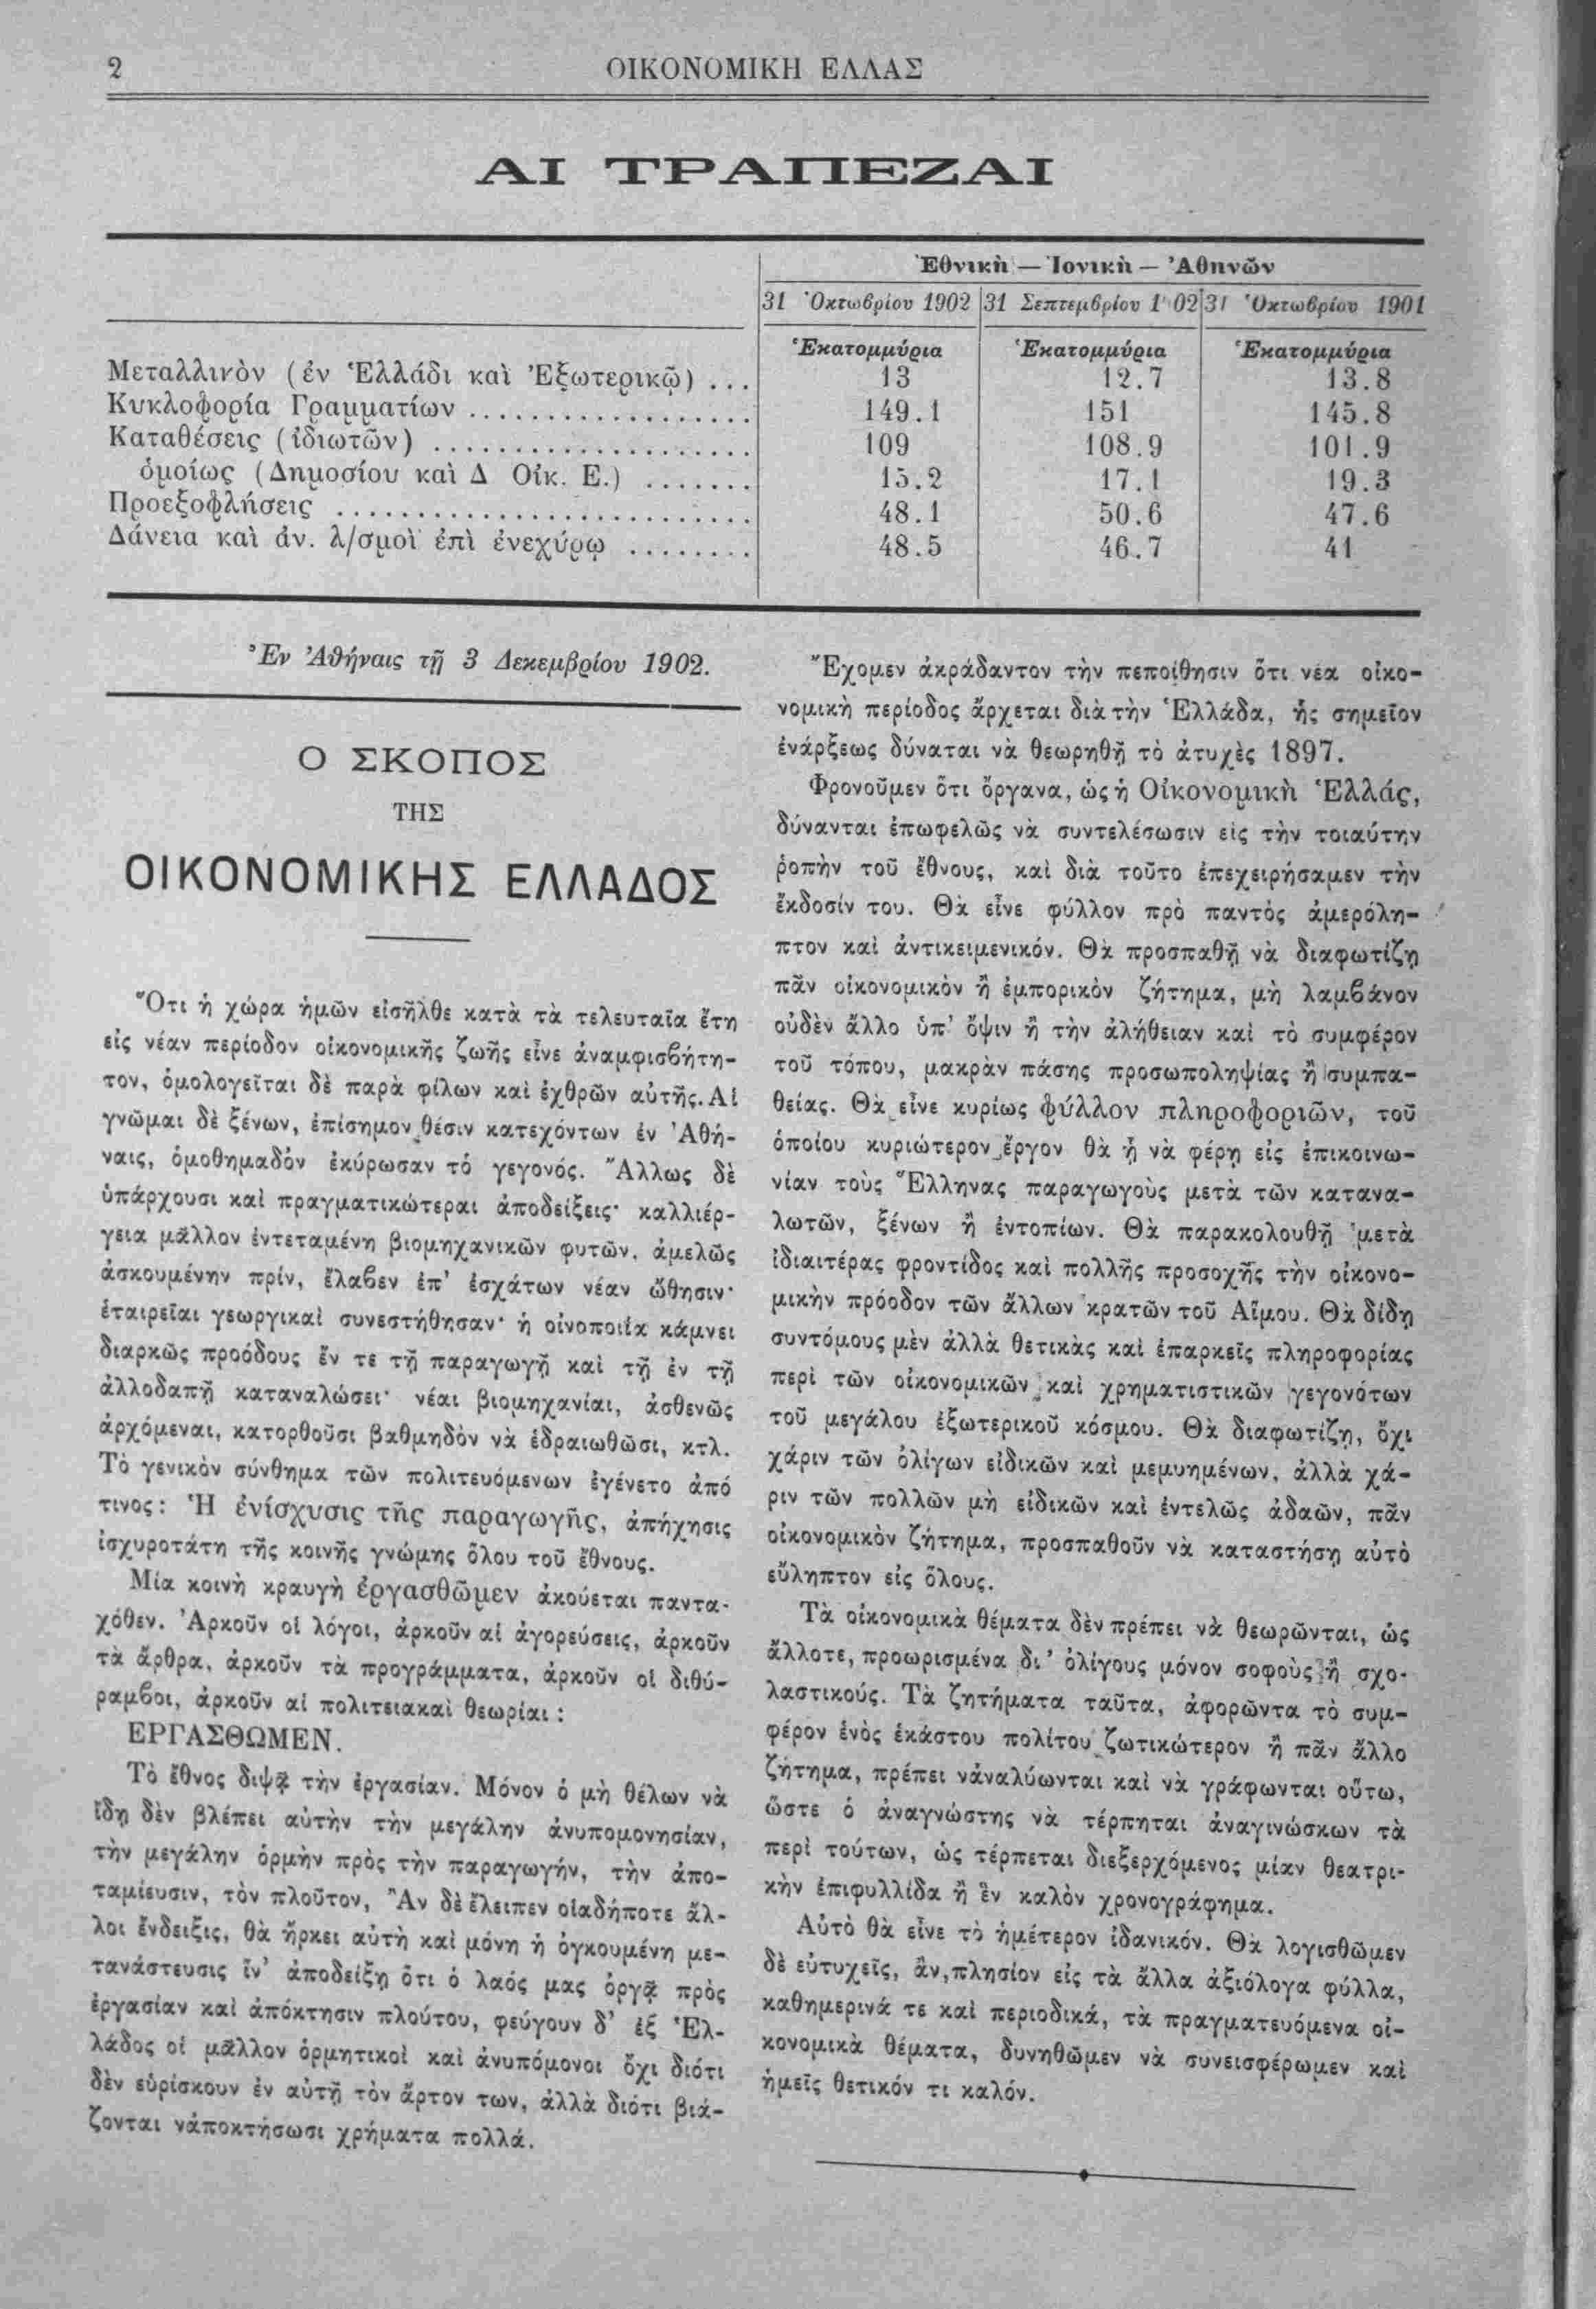 2
ΟΙΚΟΝΟΜΙΚΗ ΕΛΛΑΣ
ΑΙ ΤΡΑΠΕΖΑΙ
Ἐθνικὴ — Ἰονικὴ — Ἀθηνῶν
31 Ὀκτωβρίου 1902 31 Σεπτεμβρίου 1902 31 Ὀκτωβρίου 1901
Ἑκατομμύρια Ἑκατομμύρια Ἑκατομμύρια
Μεταλλικὸν (ἐν Ἑλλάδι καὶ Ἐξωτερικῷ) ... 13 12.7 13.8
Κυκλοφορία Γραμματίων .................. 149.1 151 145.8
Καταθέσεις (ἰδιωτῶν) .................... 109 108.9 101.9
ὁμοίως (Δημοσίου καὶ Δ Οἰκ. Ε.) ....... 15.2 17.1 19.3
Προεξοφλήσεις .......................... 48.1 50.6 47.6
Δάνεια καὶ ἀν. λ/σμοὶ ἐπὶ ἐνεχύρῳ ........ 48.5 46.7 41
Ἐν Ἀθήναις τῇ 3 Δεκεμβρίου 1902.
Ο ΣΚΟΠΟΣ
ΤΗΣ
ΟΙΚΟΝΟΜΙΚΗΣ ΕΛΛΑΔΟΣ
Ὅτι ἡ χώρα ἡμῶν εἰσῆλθε κατὰ τὰ τελευταῖα ἔτη
εἰς νέαν περίοδον οἰκονομικῆς ζωῆς εἶνε ἀναμφισβήτη-
τον, ὁμολογεῖται δὲ παρὰ φίλων καὶ ἐχθρῶν αὐτῆς. Αἱ
γνῶμαι δὲ ξένων, ἐπίσημον θέσιν κατεχόντων ἐν Ἀθή-
ναις, ὁμοθημαδὸν ἐκύρωσαν τό γεγονός. Ἄλλως δὲ
ὑπάρχουσι καὶ πραγματικώτεραι ἀποδείξεις· καλλιέρ-
γεια μᾶλλον ἐντεταμένη βιομηχανικῶν φυτῶν, ἀμελῶς
ἀσκουμένην πρίν, ἔλαβεν ἐπ' ἐσχάτων νέαν ὤθησιν·
ἑταιρεῖαι γεωργικαὶ συνεστήθησαν· ἡ οἰνοποιΐα κάμνει
διαρκῶς προόδους ἔν τε τῇ παραγωγῇ καὶ τῇ ἐν τῇ
ἀλλοδαπῇ καταναλώσει· νέαι βιομηχανίαι, ἀσθενῶς
ἀρχόμεναι, κατορθοῦσι βαθμηδὸν νὰ ἑδραιωθῶσι, κτλ.
Τὸ γενικὸν σύνθημα τῶν πολιτευόμενων ἐγένετο ἀπό
τινος: Ἡ ἐνίσχυσις τῆς παραγωγῆς, ἀπήχησις
ἰσχυροτάτη τῆς κοινῆς γνώμης ὅλου τοῦ ἔθνους.
Μία κοινὴ κραυγὴ ἐργασθῶμεν ἀκούεται παντα-
χόθεν. Ἀρκοῦν οἱ λόγοι, ἀρκοῦν αἱ ἀγορεύσεις, ἀρκοῦν
τὰ ἄρθρα, ἀρκοῦν τὰ προγράμματα, ἀρκοῦν οἱ διθύ-
ραμβοι, ἀρκοῦν αἱ πολιτειακαὶ θεωρίαι:
ΕΡΓΑΣΘΩΜΕΝ.
Τὸ ἔθνος διψᾷ τὴν ἐργασίαν. Μόνον ὁ μὴ θέλων νὰ
ἴδῃ δὲν βλέπει αὐτὴν τὴν μεγάλην ἀνυπομονησίαν,
τὴν μεγάλην ὁρμὴν πρὸς τὴν παραγωγήν, τὴν ἀπο-
ταμίευσιν, τὸν πλοῦτον, Ἂν δὲ ἔλειπεν οἱαδήποτε ἄλ-
λοι ἔνδειξις, θὰ ἤρκει αὐτὴ καὶ μόνη ἡ ὀγκουμένη με-
τανάστευσις ἵν' ἀποδείξῃ ὅτι ὁ λαός μας ὀργᾷ πρὸς
ἐργασίαν καὶ ἀπόκτησιν πλούτου, φεύγουν δ' ἐξ Ἑλ-
λάδος οἱ μᾶλλον ὁρμητικοὶ καὶ ἀνυπόμονοι ὄχι διότι
δὲν εὑρίσκουν ἐν αὐτῇ τὸν ἄρτον των, ἀλλὰ διότι βιά-
ζονται νἀποκτήσωσι χρήματα πολλά.
Ἔχομεν ἀκράδαντον τὴν πεποίθησιν ὅτι νέα οἰκο-
νομικὴ περίοδος ἄρχεται διὰ τὴν Ἑλλάδα, ἧς σημεῖον
ἐνάρξεως δύναται νὰ θεωρηθῇ τὸ ἀτυχὲς 1897.
Φρονοῦμεν ὅτι ὄργανα, ὡς ἡ Οἰκονομικὴ Ἑλλάς,
δύνανται ἐπωφελῶς νὰ συντελέσωσιν εἰς τὴν τοιαύτην
ῥοπὴν τοῦ ἔθνους, καὶ διὰ τοῦτο ἐπεχειρήσαμεν τὴν
ἔκδοσίν του. Θὰ εἶνε φύλλον πρὸ παντὸς ἀμερόλη-
πτον καὶ ἀντικειμενικόν. Θὰ προσπαθῇ νὰ διαφωτίζῃ
πᾶν οἰκονομικὸν ἢ ἐμπορικὸν ζήτημα, μὴ λαμβάνον
οὐδὲν ἄλλο ὑπ' ὄψιν ἢ τὴν ἀλήθειαν καὶ τὸ συμφέρον
τοῦ τόπου, μακρὰν πάσης προσωποληψίας ἢ συμπα-
θείας. Θὰ εἶνε κυρίως φύλλον πληροφοριῶν, τοῦ
ὁποίου κυριώτερον ἔργον θὰ ᾖ νὰ φέρῃ εἰς ἐπικοινω-
νίαν τοὺς Ἕλληνας παραγωγοὺς μετὰ τῶν κατανα-
λωτῶν, ξένων ἢ ἐντοπίων. Θὰ παρακολουθῇ μετὰ
ἰδιαιτέρας φροντίδος καὶ πολλῆς προσοχῆς τὴν οἰκονο-
μικὴν πρόοδον τῶν ἄλλων κρατῶν τοῦ Αἵμου. Θὰ δίδῃ
συντόμους μὲν ἀλλὰ θετικὰς καὶ ἐπαρκεῖς πληροφορίας
περὶ τῶν οἰκονομικῶν καὶ χρηματιστικῶν γεγονότων
τοῦ μεγάλου ἐξωτερικοῦ κόσμου. Θὰ διαφωτίζῃ, ὄχι
χάριν τῶν ὀλίγων εἰδικῶν καὶ μεμυημένων, ἀλλὰ χά-
ριν τῶν πολλῶν μὴ εἰδικῶν καὶ ἐντελῶς ἀδαῶν, πᾶν
οἰκονομικὸν ζήτημα, προσπαθοῦν νὰ καταστήσῃ αὐτὸ
εὔληπτον εἰς ὅλους.
Τὰ οἰκονομικὰ θέματα δὲν πρέπει νὰ θεωρῶνται, ὡς
ἄλλοτε, προωρισμένα δι' ὀλίγους μόνον σοφοὺς ἢ σχο-
λαστικούς. Τὰ ζητήματα ταῦτα, ἀφορῶντα τὸ συμ-
φέρον ἑνὸς ἑκάστου πολίτου ζωτικώτερον ἢ πᾶν ἄλλο
ζήτημα, πρέπει νἀναλύωνται καὶ νὰ γράφωνται οὕτω,
ὥστε ὁ ἀναγνώστης νὰ τέρπηται ἀναγινώσκων τὰ
περὶ τούτων, ὡς τέρπεται διεξερχόμενος μίαν θεατρι-
κὴν ἐπιφυλλίδα ἢ ἓν καλὸν χρονογράφημα.
Αὐτὸ θὰ εἶνε τὸ ἡμέτερον ἰδανικόν. Θὰ λογισθῶμεν
δὲ εὐτυχεῖς, ἄν, πλησίον εἰς τὰ ἄλλα ἀξιόλογα φύλλα,
καθημερινά τε καὶ περιοδικά, τὰ πραγματευόμενα οἰ-
κονομικὰ θέματα, δυνηθῶμεν νὰ συνεισφέρωμεν καὶ
ἡμεῖς θετικόν τι καλόν.